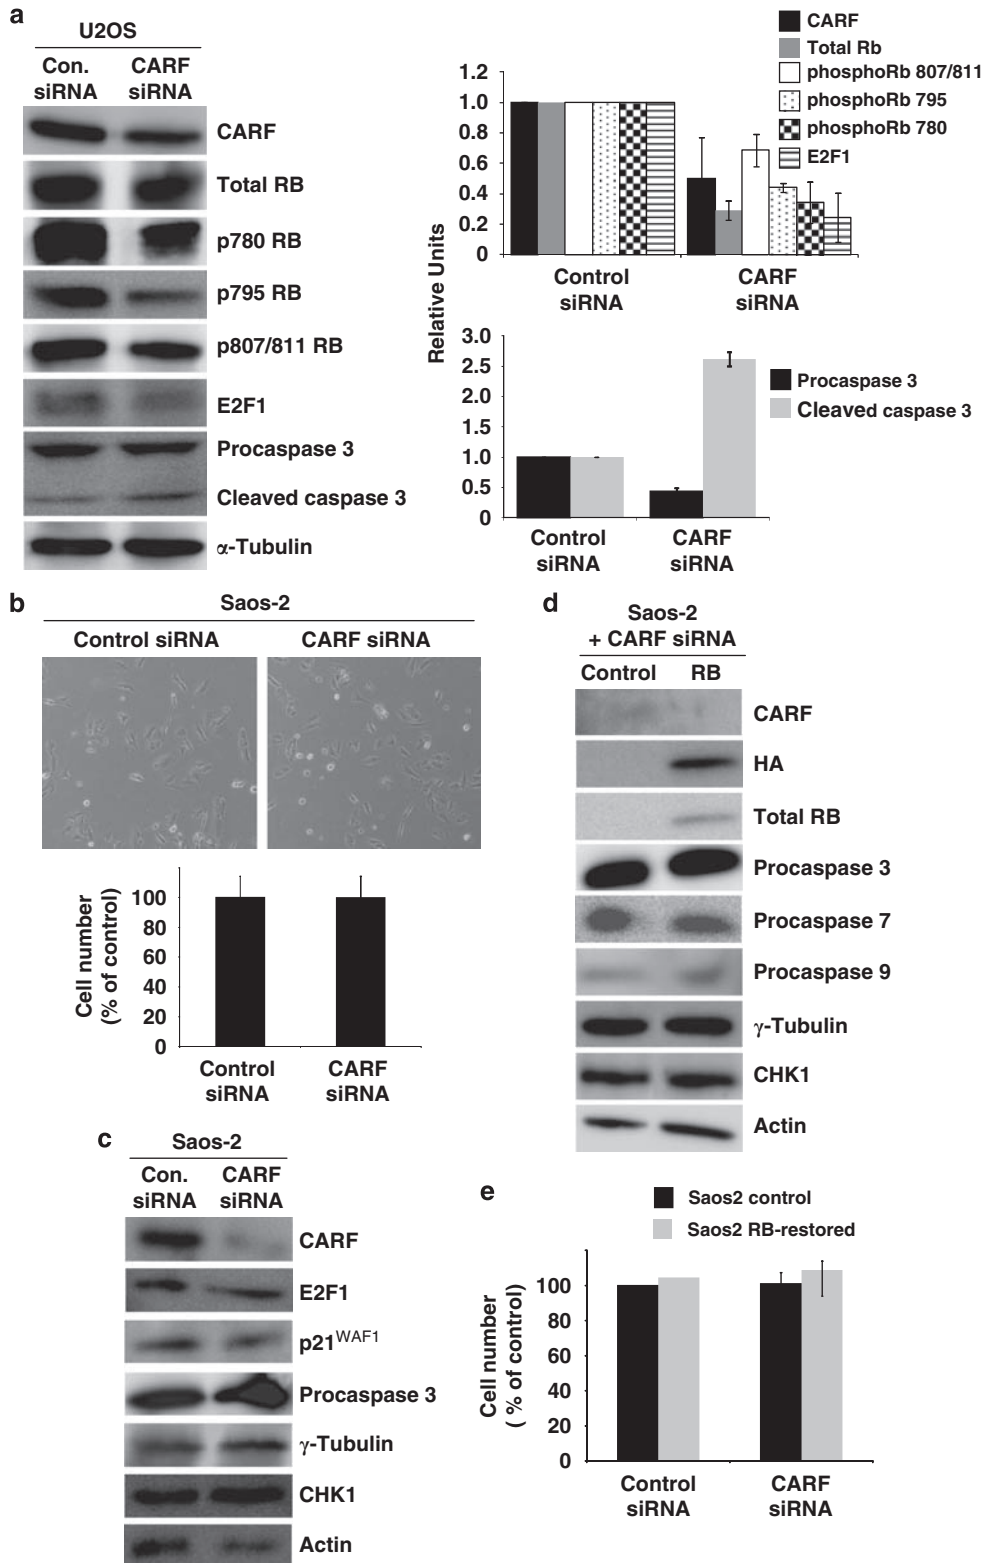 a
U2OS
Con. siRNA
CARF siRNA
CARF
Total RB
p780 RB
p795 RB
p807/811 RB
E2F1
Procaspase 3
Cleaved caspase 3
α-Tubulin
CARF
Total Rb
phosphoRb 807/811
phosphoRb 795
phosphoRb 780
E2F1
Relative Units
1.2
1.0
0.8
0.6
0.4
0.2
0
Control siRNA
CARF siRNA
3.0
2.5
2.0
1.5
1.0
0.5
0
Procaspase 3
Cleaved caspase 3
Control siRNA
CARF siRNA
b
Saos-2
Control siRNA
CARF siRNA
Cell number (% of control)
100
80
60
40
20
0
Control siRNA
CARF siRNA
c
Saos-2
Con. siRNA
CARF siRNA
CARF
E2F1
p21WAF1
Procaspase 3
γ-Tubulin
CHK1
Actin
d
Saos-2
+ CARF siRNA
Control
RB
CARF
HA
Total RB
Procaspase 3
Procaspase 7
Procaspase 9
γ-Tubulin
CHK1
Actin
e
Saos2 control
Saos2 RB-restored
Cell number ( % of control)
100
80
60
40
20
0
Control siRNA
CARF siRNA